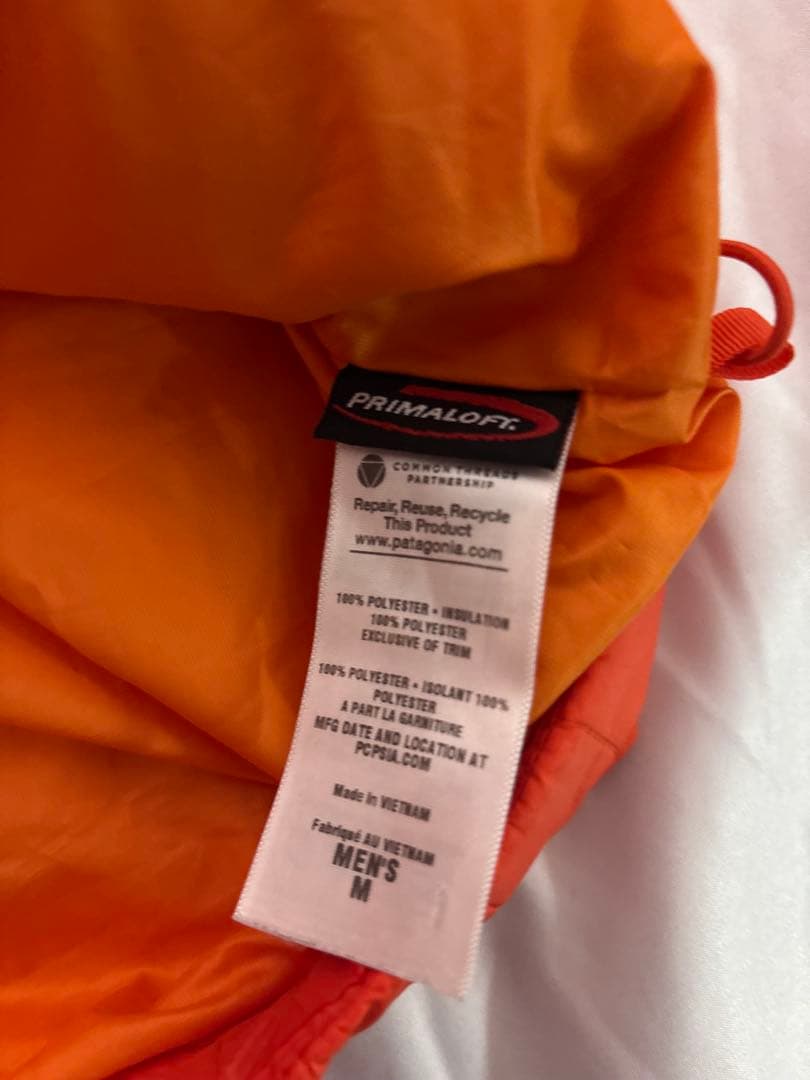 PRIMALOFT.
COMMON THREADS
PARTNERSHIP
Repair, Reuse, Recycle
This Product
www.patagonia.com
100% POLYESTER • INSULATION
100% POLYESTER
EXCLUSIVE OF TRIM
100% POLYESTER • ISOLANT 100%
POLYESTER
A PART LA GARNITURE
MFG DATE AND LOCATION AT
PCPSIA.COM
Made in VIETNAM
Fabriqué AU VIETNAM
MEN'S
M